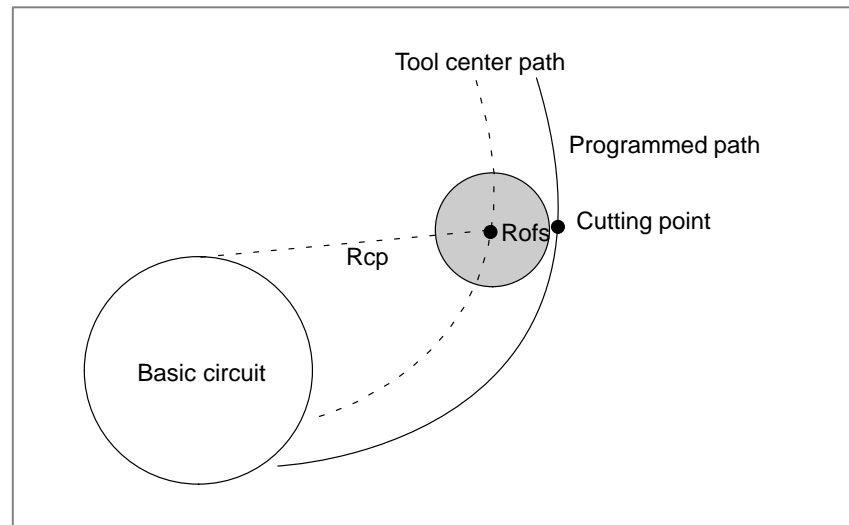 Tool center path
Programmed path
Cutting point
Rofs
Rcp
Basic circuit